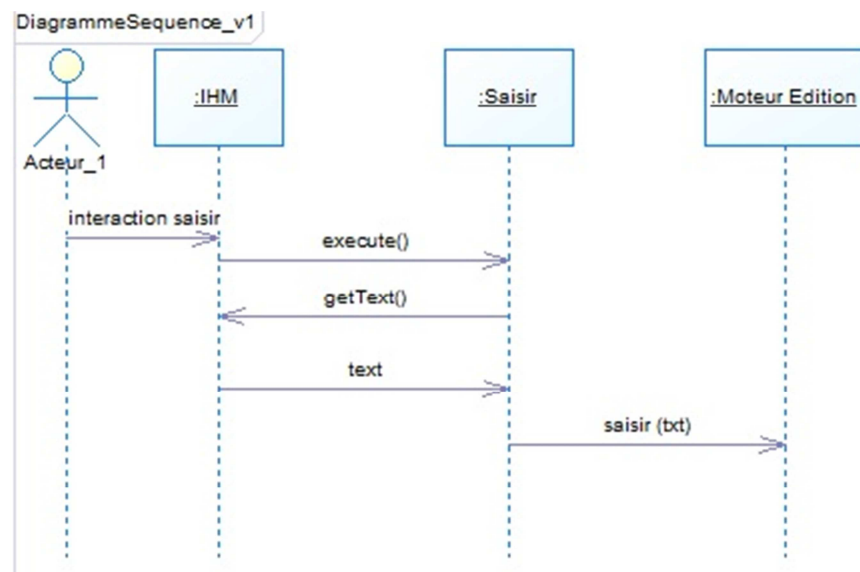 DiagrammeSequence_v1
:IHM
:Saisir
:Moteur Edition
Acteur_1
interaction saisir
execute()
getText()
text
saisir (txt)